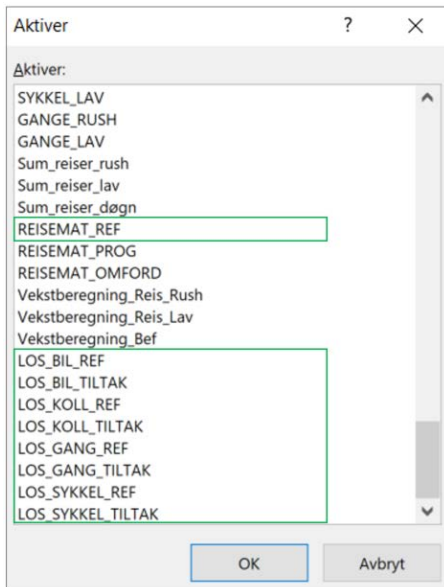 Aktiver ?
Aktiver:
SYKKEL_LAV
GANGE_RUSH
GANGE_LAV
Sum_reiser_rush
Sum_reiser_lav
Sum_reiser_døgn
REISEMAT_REF
REISEMAT_PROG
REISEMAT_OMFORD
Vekstberegning_Reis_Rush
Vekstberegning_Reis_Lav
Vekstberegning_Bef
LOS_BIL_REF
LOS_BIL_TILTAK
LOS_KOLL_REF
LOS_KOLL_TILTAK
LOS_GANG_REF
LOS_GANG_TILTAK
LOS_SYKKEL_REF
LOS_SYKKEL_TILTAK
OK Avbryt